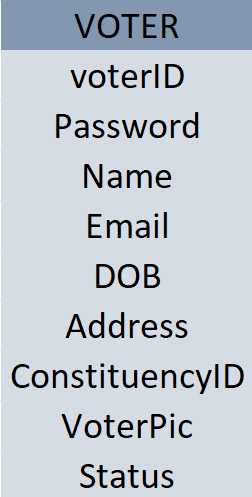 VOTER
voterID
Password
Name
Email
DOB
Address
ConstituencyID
VoterPic
Status